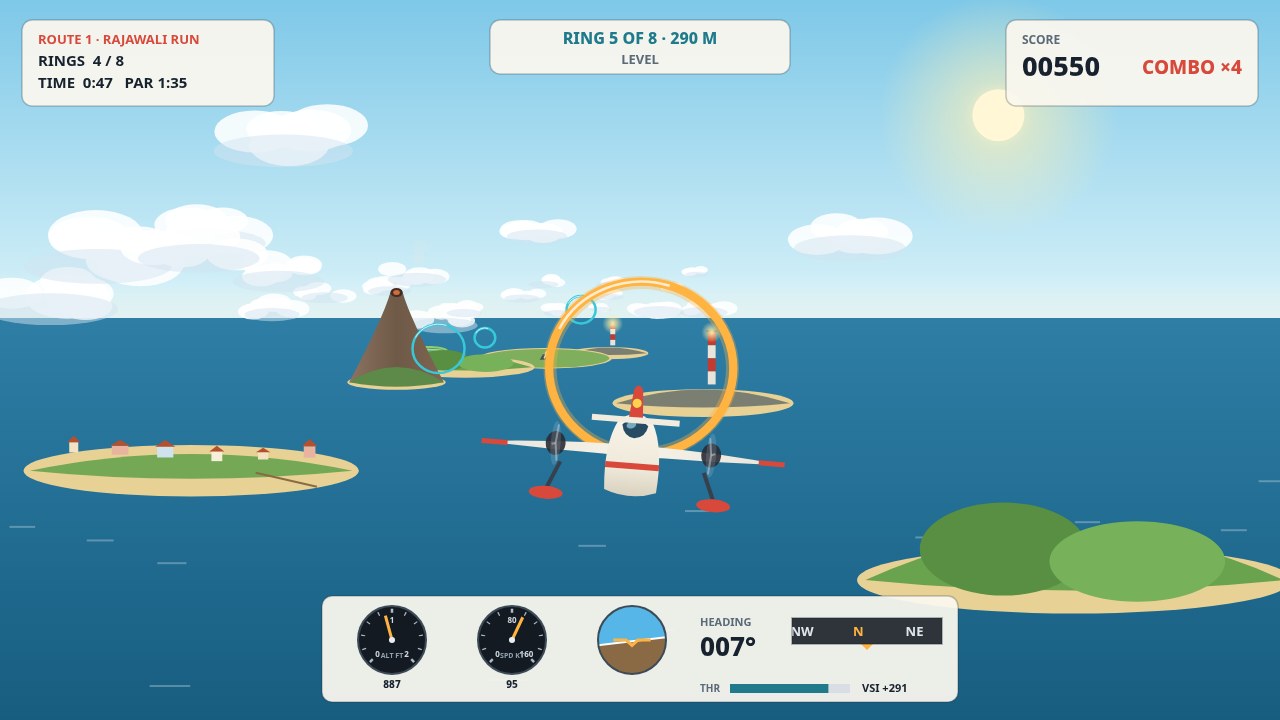 ROUTE 1 · RAJAWALI RUN
RINGS 4 / 8
TIME 0:47 PAR 1:35
RING 5 OF 8 · 290 M
LEVEL
SCORE
00550 COMBO ×4
1
0 ALT FT 2
887
80
0 SPD KT 160
95
HEADING
007°
NW N NE
THR
VSI +291